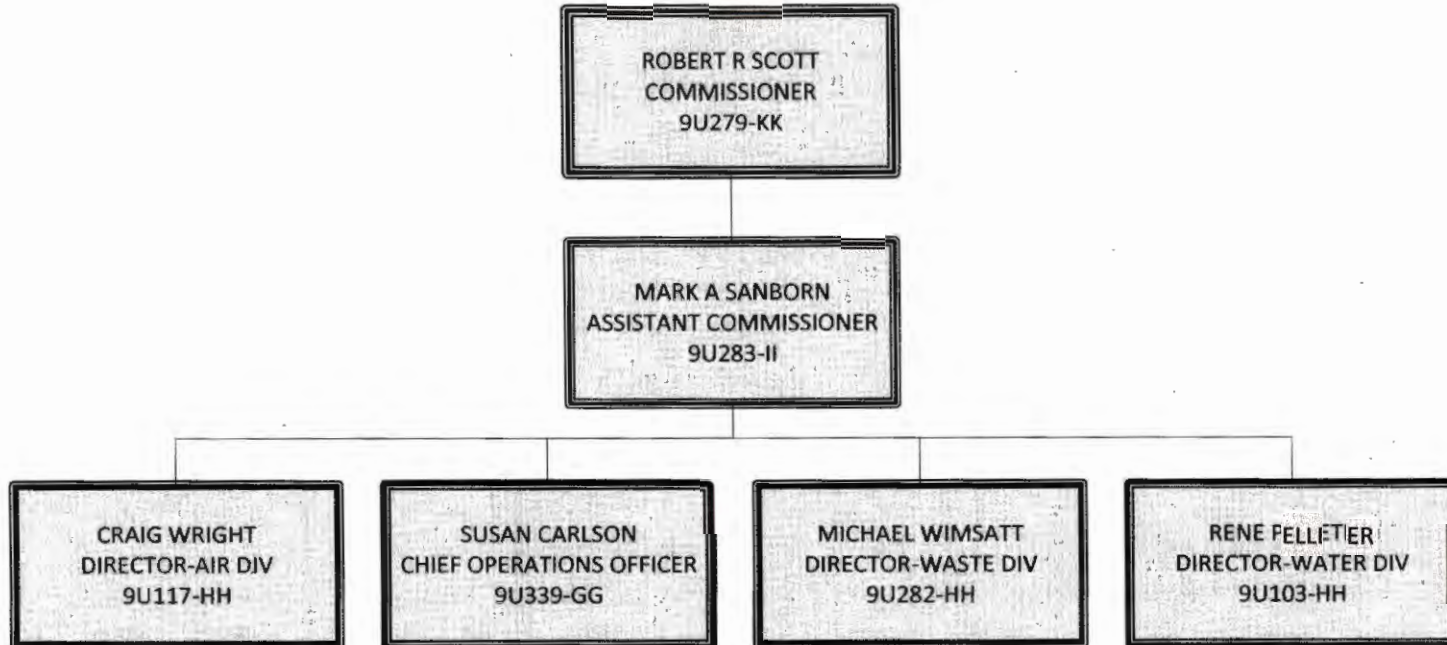 ROBERT R SCOTT
COMMISSIONER
9U279-KK
MARK A SANBORN
ASSISTANT COMMISSIONER
9U283-II
CRAIG WRIGHT
DIRECTOR-AIR DIV
9U117-HH
SUSAN CARLSON
CHIEF OPERATIONS OFFICER
9U339-GG
MICHAEL WIMSATT
DIRECTOR-WASTE DIV
9U282-HH
RENE PELLETIER
DIRECTOR-WATER DIV
9U103-HH